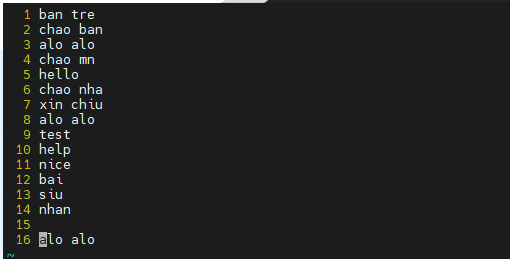 1 ban tre
2 chao ban
3 alo alo
4 chao mn
5 hello
6 chao nha
7 xin chiu
8 alo alo
9 test
10 help
11 nice
12 bai
13 siu
14 nhan
15
16 alo alo
~